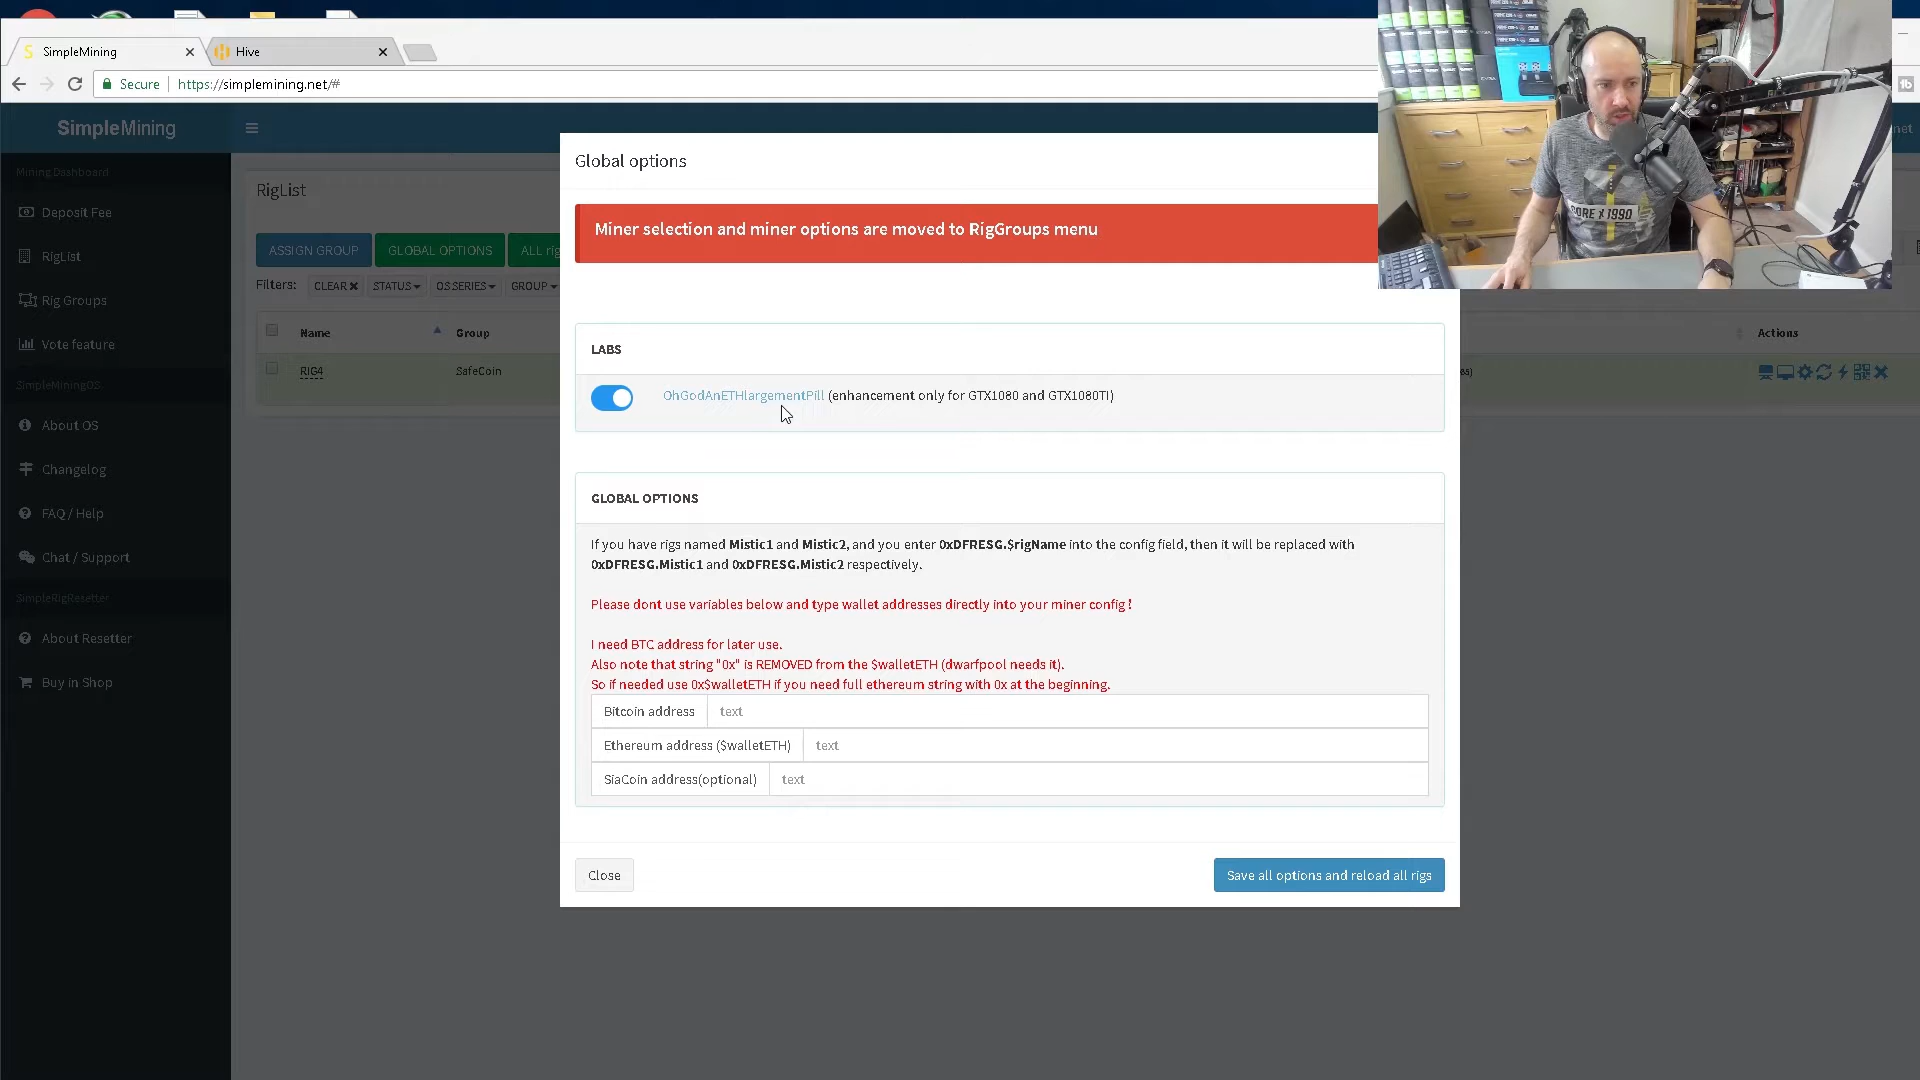 SimpleMining
Hive
Secure
https://simplemining.net/#
SimpleMining
net
Mining Dashboard
Deposit Fee
RigList
Rig Groups
Vote feature
SimpleMiningOS
About OS
Changelog
FAQ / Help
Chat / Support
SimpleRigResetter
About Resetter
Buy in Shop
RigList
ASSIGN GROUP
GLOBAL OPTIONS
ALL rig
Filters:
CLEAR
STATUS
OS SERIES
GROUP
Name
Group
Actions
RIG4
SafeCoin
Global options
Miner selection and miner options are moved to RigGroups menu
LABS
OhGodAnETHlargementPill (enhancement only for GTX1080 and GTX1080TI)
GLOBAL OPTIONS
If you have rigs named Mistic1 and Mistic2, and you enter 0xDFRESG.$rigName into the config field, then it will be replaced with
0xDFRESG.Mistic1 and 0xDFRESG.Mistic2 respectively.
Please dont use variables below and type wallet addresses directly into your miner config !
I need BTC address for later use.
Also note that string "0x" is REMOVED from the $walletETH (dwarfpool needs it).
So if needed use 0x$walletETH if you need full ethereum string with 0x at the beginning.
Bitcoin address
text
Ethereum address ($walletETH)
text
SiaCoin address(optional)
text
Close
Save all options and reload all rigs
CORE X 1990